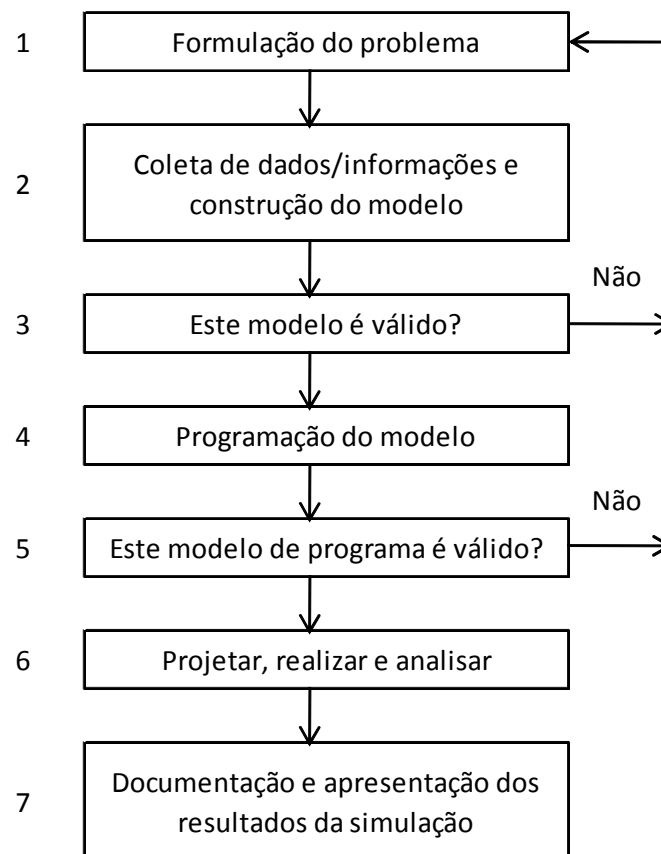 1
Formulação do problema
2
Coleta de dados/informações e
construção do modelo
Não
3
Este modelo é válido?
4
Programação do modelo
Não
5
Este modelo de programa é válido?
6
Projetar, realizar e analisar
7
Documentação e apresentação dos
resultados da simulação